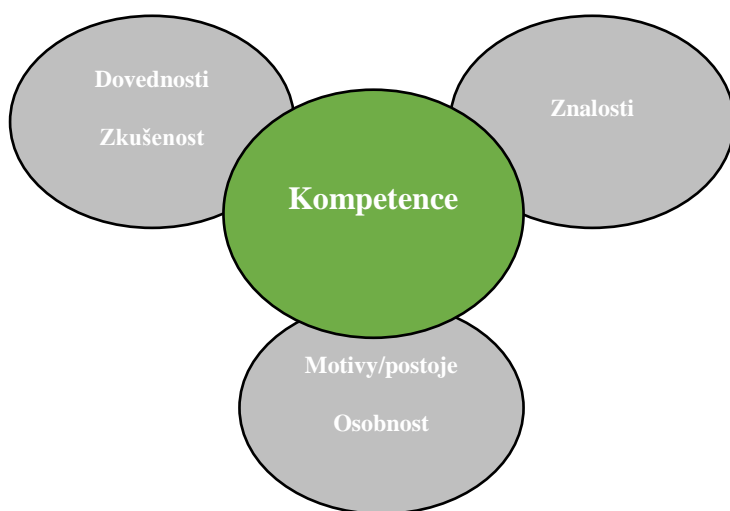 Dovednosti
Zkušenost
Znalosti
Kompetence
Motivy/postoje
Osobnost